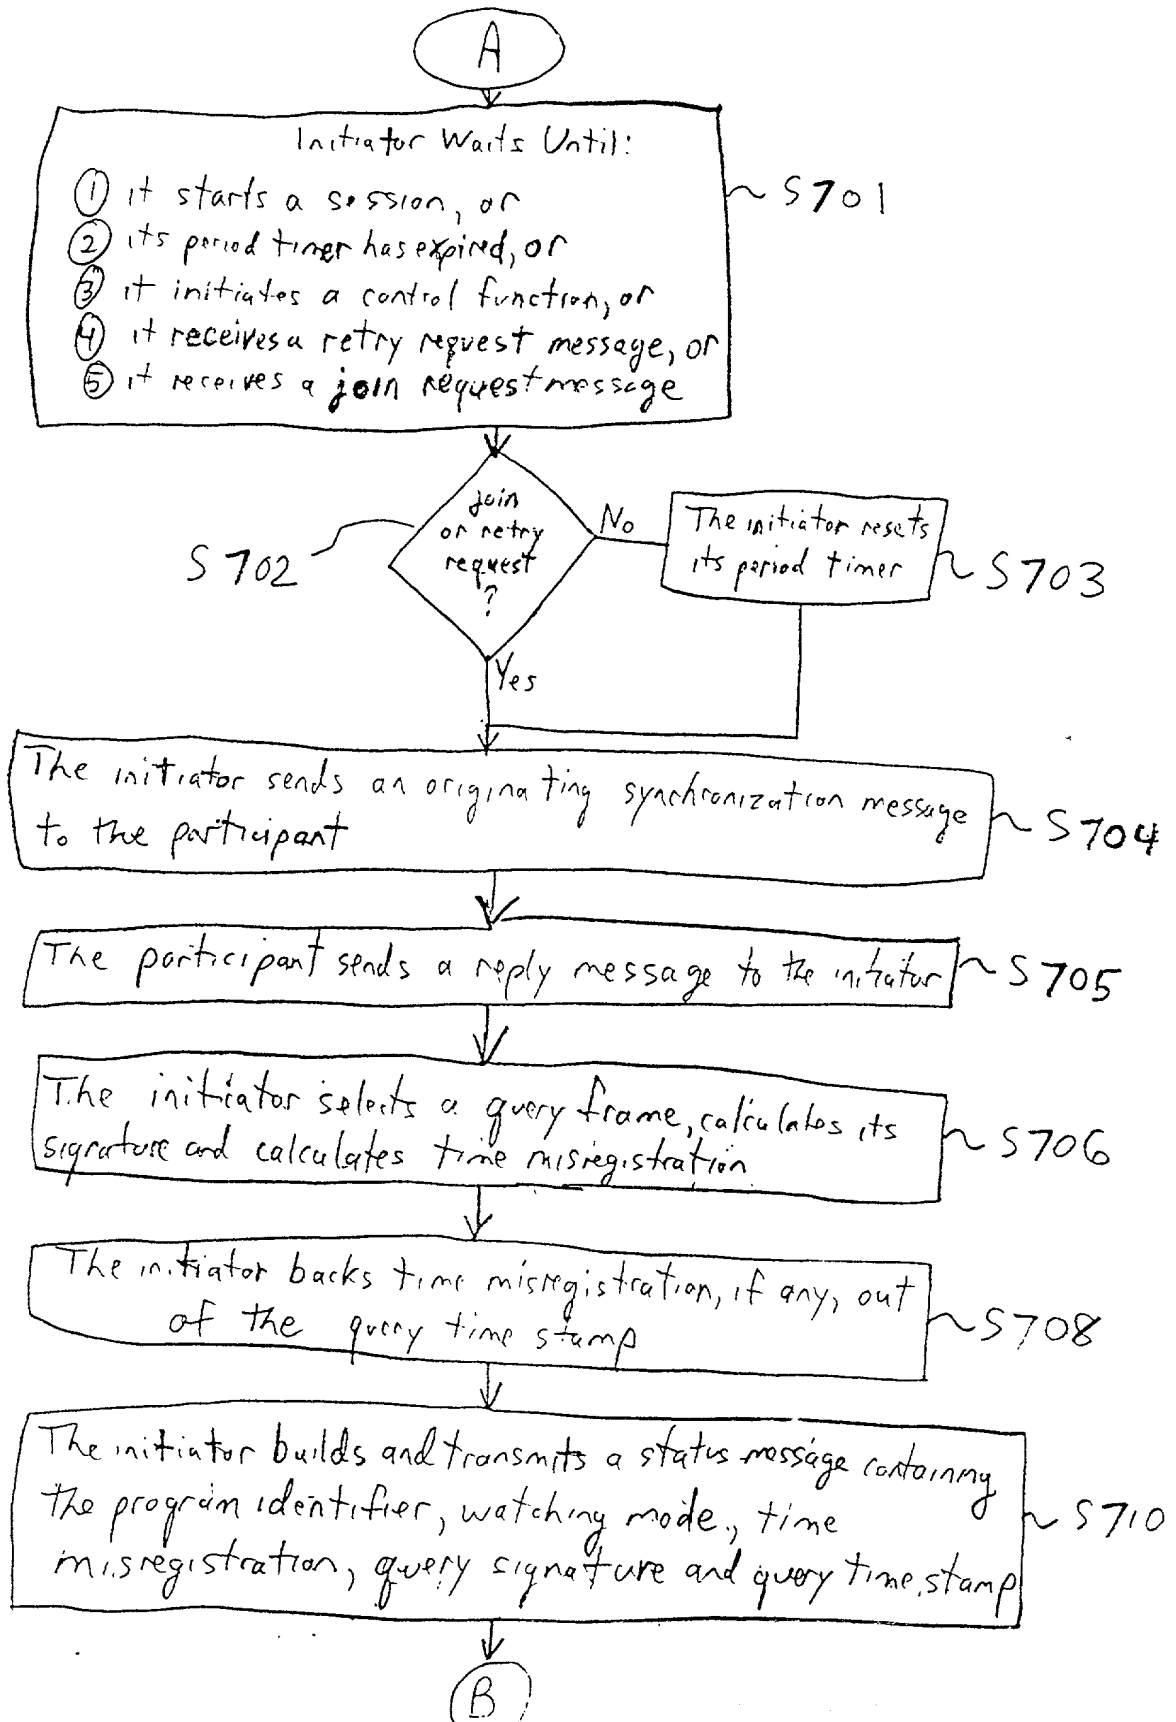 A
Initiator Waits Until:
① it starts a session, or
② its period timer has expired, or
③ it initiates a control function, or
④ it receives a retry request message, or
⑤ it receives a join request message
S701
join
or retry
request
?
S702
No
The initiator resets
its period timer
S703
Yes
The initiator sends an originating synchronization message
to the participant
S704
The participant sends a reply message to the initiator
S705
The initiator selects a query frame, calculates its
signature and calculates time misregistration
S706
The initiator backs time misregistration, if any, out
of the query time stamp
S708
The initiator builds and transmits a status message containing
the program identifier, watching mode, time
misregistration, query signature and query time stamp
S710
B